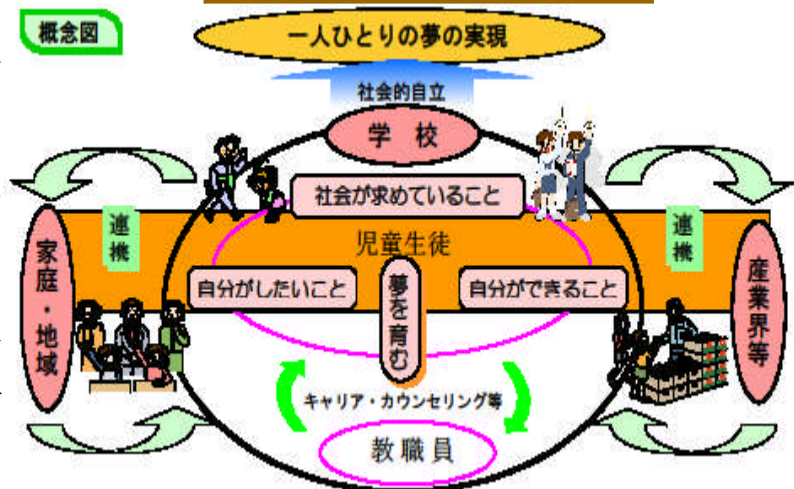 概念図
一人ひとりの夢の実現
社会的自立
学校
社会が求めていること
連携
連携
児童生徒
家庭・地域
産業界等
自分がしたいこと
夢を育む
自分ができること
キャリア・カウンセリング等
教職員